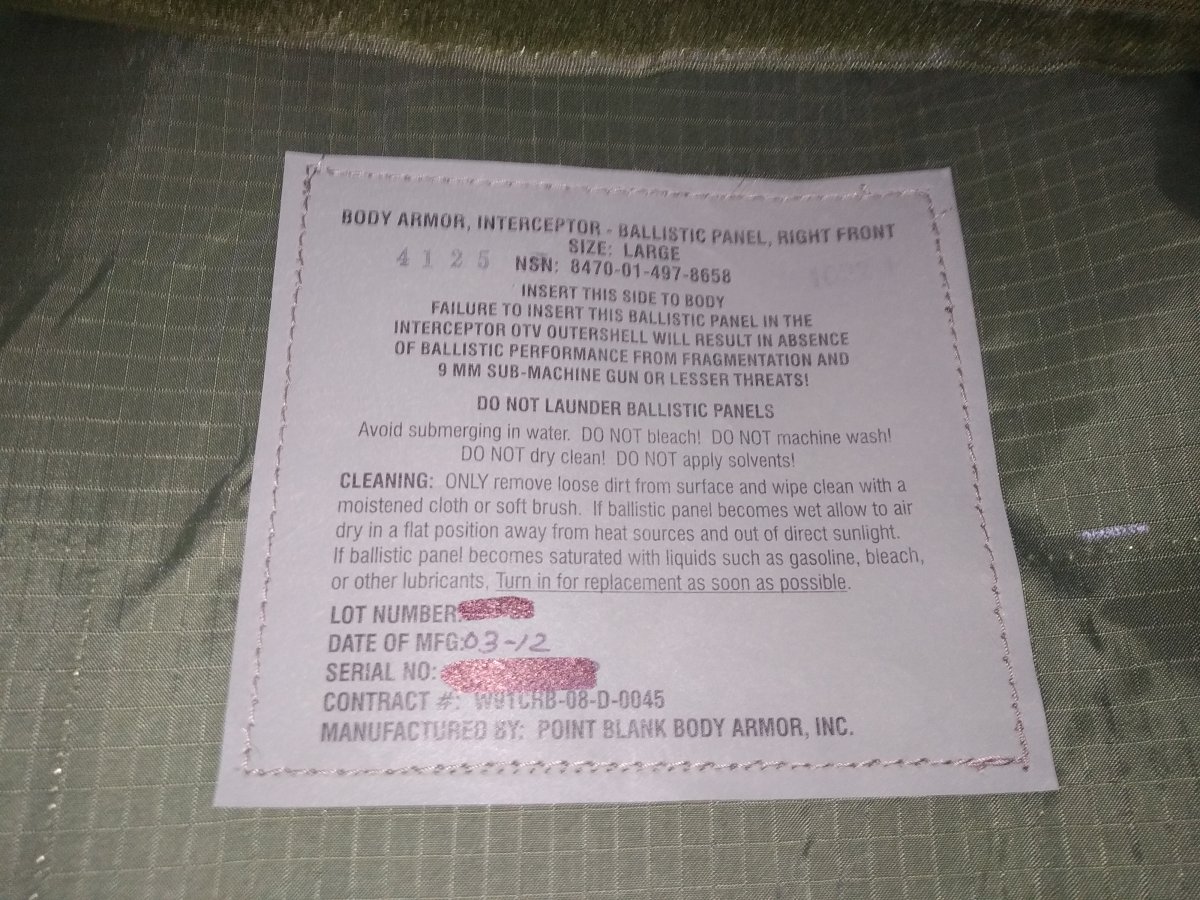 BODY ARMOR, INTERCEPTOR - BALLISTIC PANEL, RIGHT FRONT
SIZE: LARGE
4125 NSN: 8470-01-497-8658
INSERT THIS SIDE TO BODY
FAILURE TO INSERT THIS BALLISTIC PANEL IN THE
INTERCEPTOR OTV OUTERSHELL WILL RESULT IN ABSENCE
OF BALLISTIC PERFORMANCE FROM FRAGMENTATION AND
9 MM SUB-MACHINE GUN OR LESSER THREATS!
DO NOT LAUNDER BALLISTIC PANELS
Avoid submerging in water. DO NOT bleach! DO NOT machine wash!
DO NOT dry clean! DO NOT apply solvents!
CLEANING: ONLY remove loose dirt from surface and wipe clean with a
moistened cloth or soft brush. If ballistic panel becomes wet allow to air
dry in a flat position away from heat sources and out of direct sunlight.
If ballistic panel becomes saturated with liquids such as gasoline, bleach,
or other lubricants, Turn in for replacement as soon as possible.
LOT NUMBER:
DATE OF MFG: 03-12
SERIAL NO:
CONTRACT #: W91CRB-08-D-0045
MANUFACTURED BY: POINT BLANK BODY ARMOR, INC.